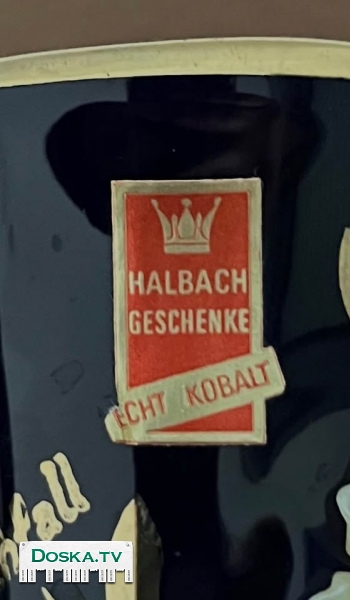 HALBACH
GESCHENKE
ECHT KOBALT
DOSKA.TV